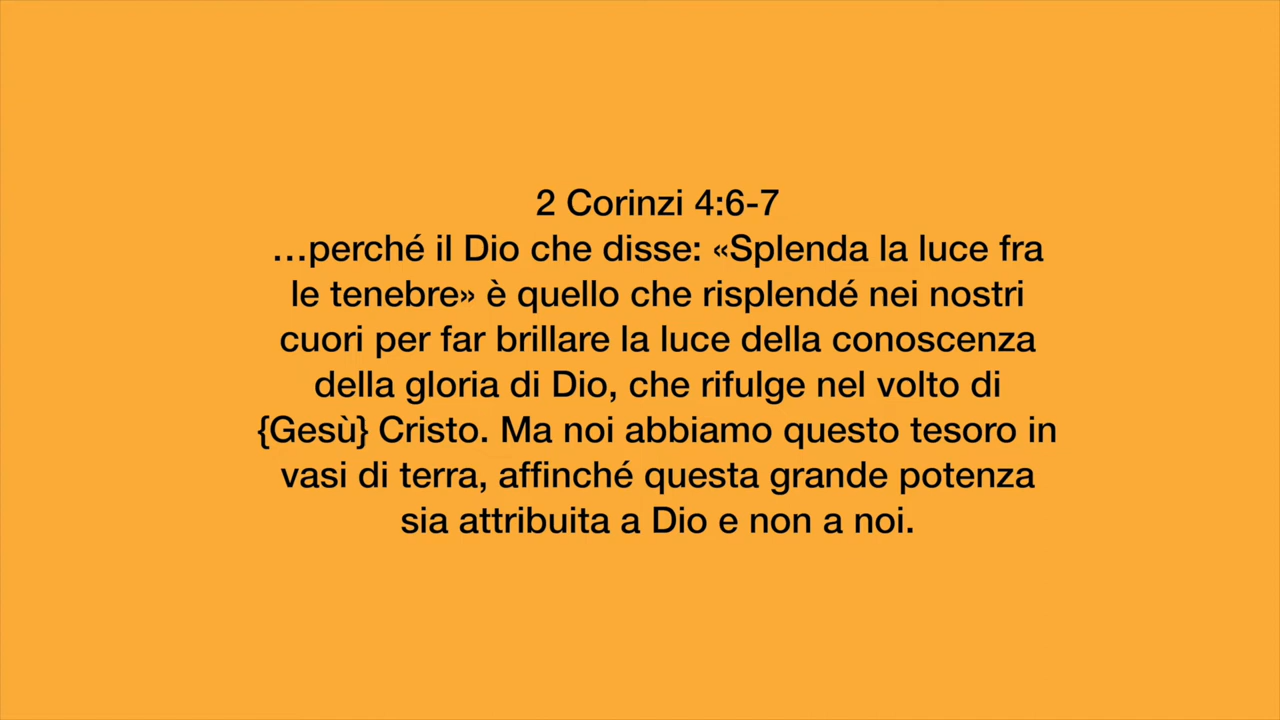 2 Corinzi 4:6-7
…perché il Dio che disse: «Splenda la luce fra
le tenebre» è quello che risplendé nei nostri
cuori per far brillare la luce della conoscenza
della gloria di Dio, che rifulge nel volto di
{Gesù} Cristo. Ma noi abbiamo questo tesoro in
vasi di terra, affinché questa grande potenza
sia attribuita a Dio e non a noi.